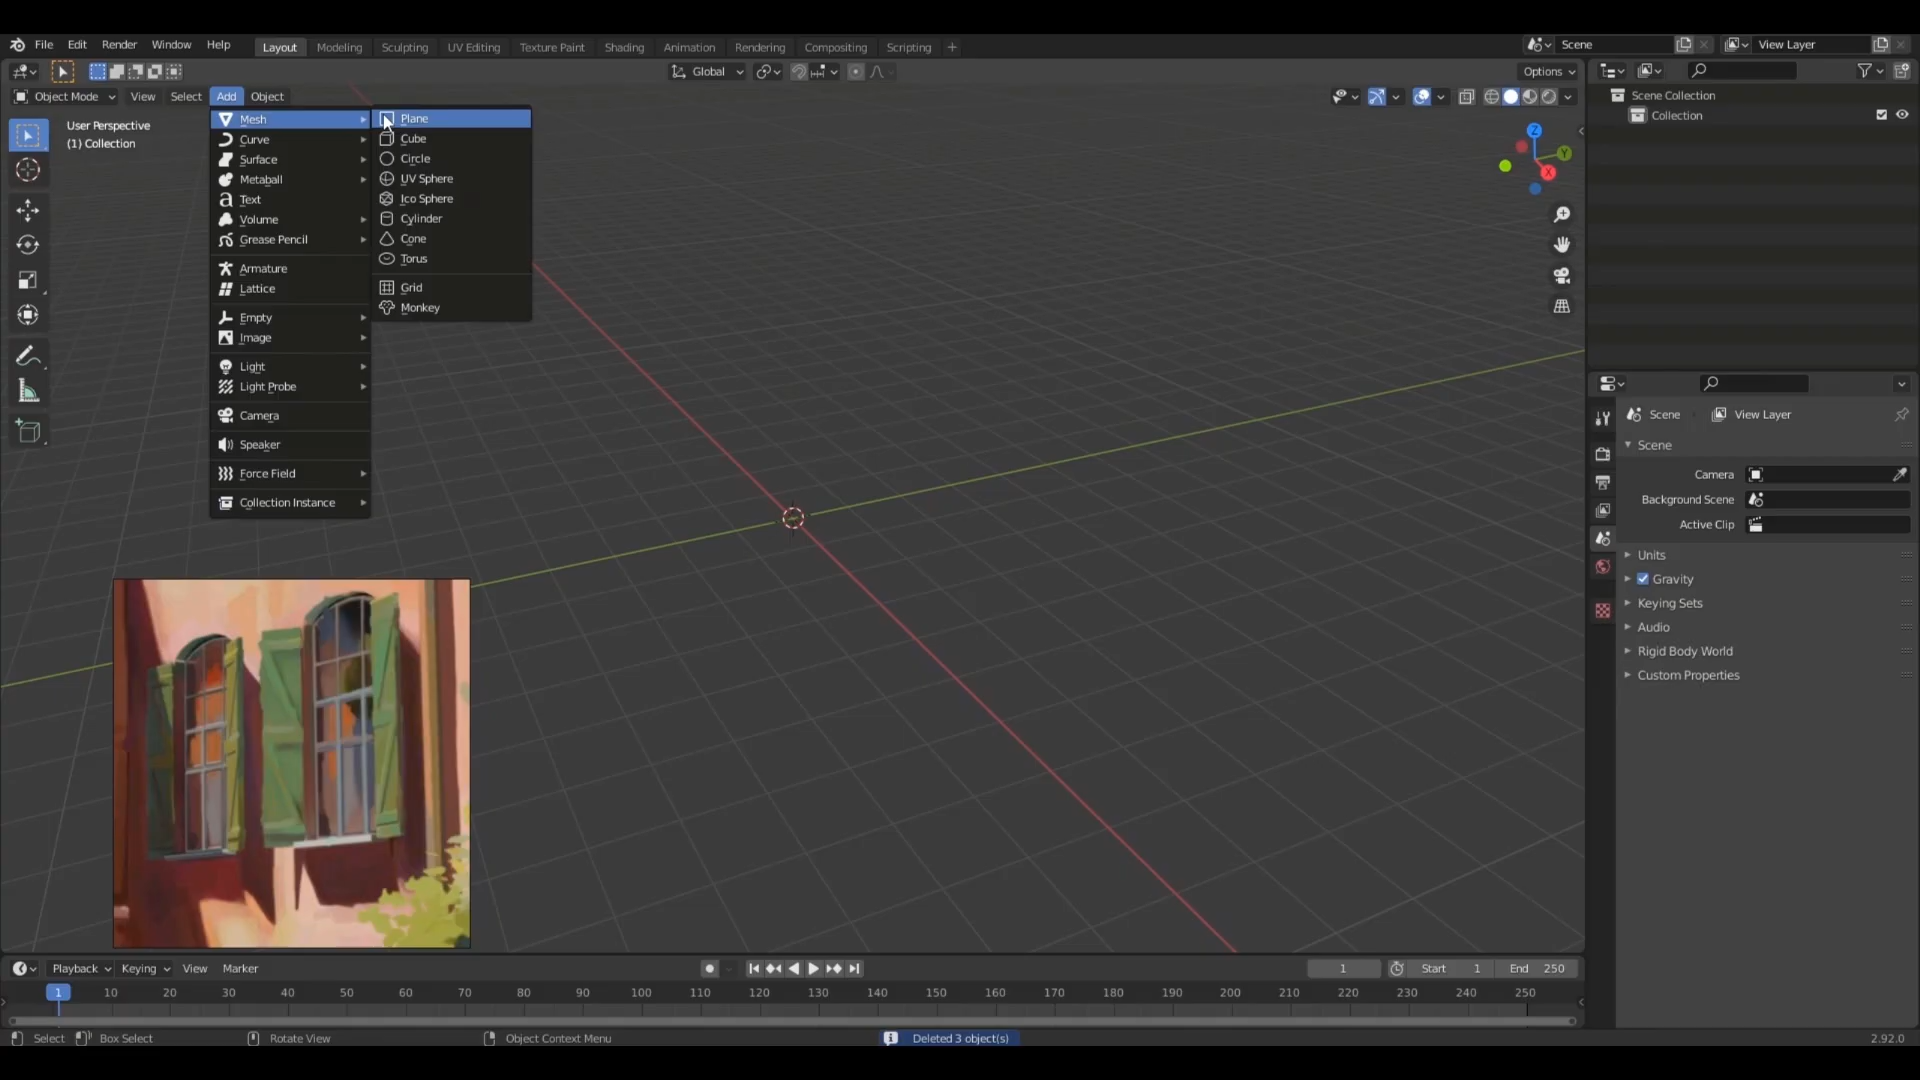 File Edit Render Window Help Layout Modeling Sculpting UV Editing Texture Paint Shading Animation Rendering Compositing Scripting + Scene View Layer
Global Options
Object Mode View Select Add Object
User Perspective
(1) Collection
Mesh
Curve
Surface
Metaball
Text
Volume
Grease Pencil
Armature
Lattice
Empty
Image
Light
Light Probe
Camera
Speaker
Force Field
Collection Instance
Plane
Cube
Circle
UV Sphere
Ico Sphere
Cylinder
Cone
Torus
Grid
Monkey
Z
Y
X
Scene Collection
Collection
Scene View Layer
Scene
Camera
Background Scene
Active Clip
Units
Gravity
Keying Sets
Audio
Rigid Body World
Custom Properties
Playback Keying View Marker 1 Start 1 End 250
1 10 20 30 40 50 60 70 80 90 100 110 120 130 140 150 160 170 180 190 200 210 220 230 240 250
Select Box Select Rotate View Object Context Menu Deleted 3 object(s) 2.92.0